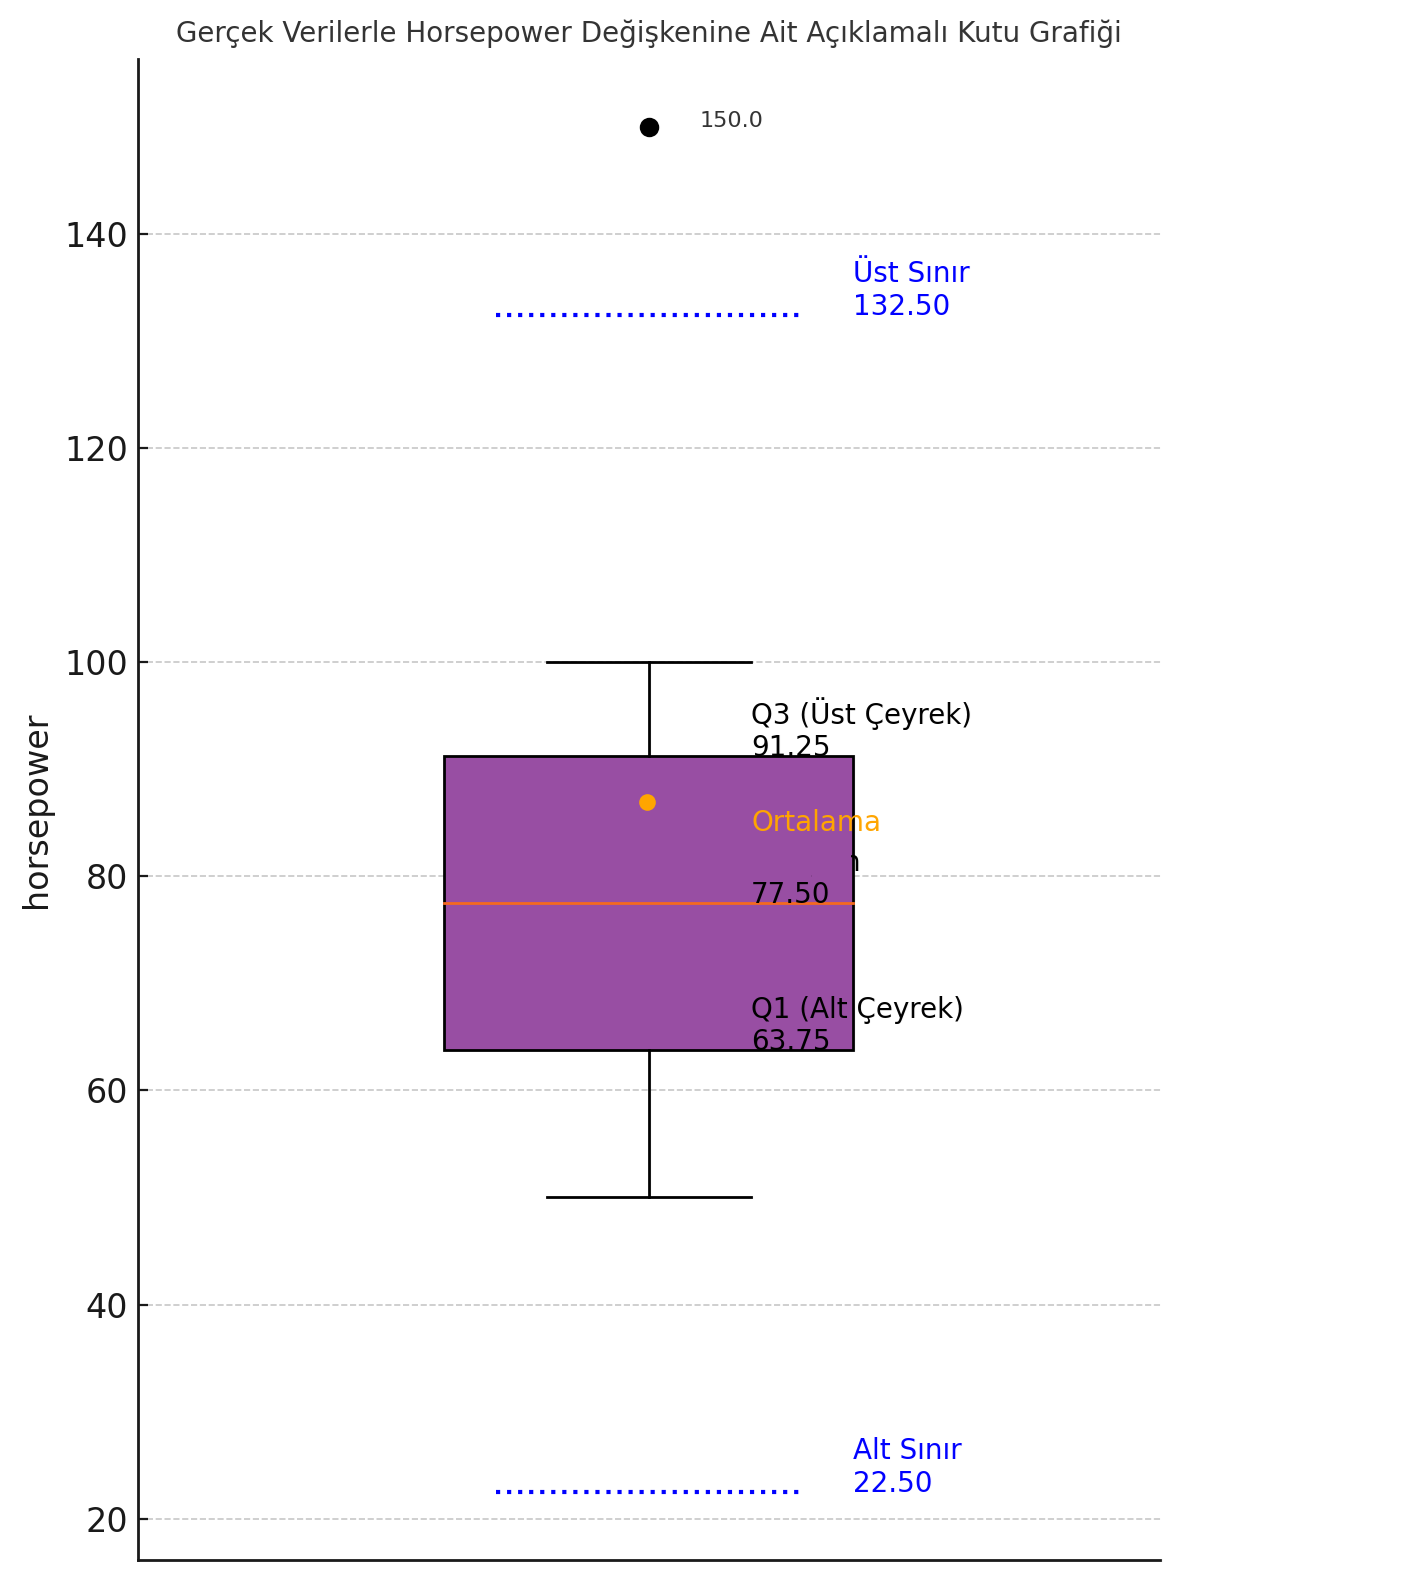 Gerçek Verilerle Horsepower Değişkenine Ait Açıklamalı Kutu Grafiği
150.0
140
Üst Sınır
132.50
120
100
Q3 (Üst Çeyrek)
91.25
horsepower
Ortalama
80
77.50
Q1 (Alt Çeyrek)
63.75
60
40
Alt Sınır
22.50
20